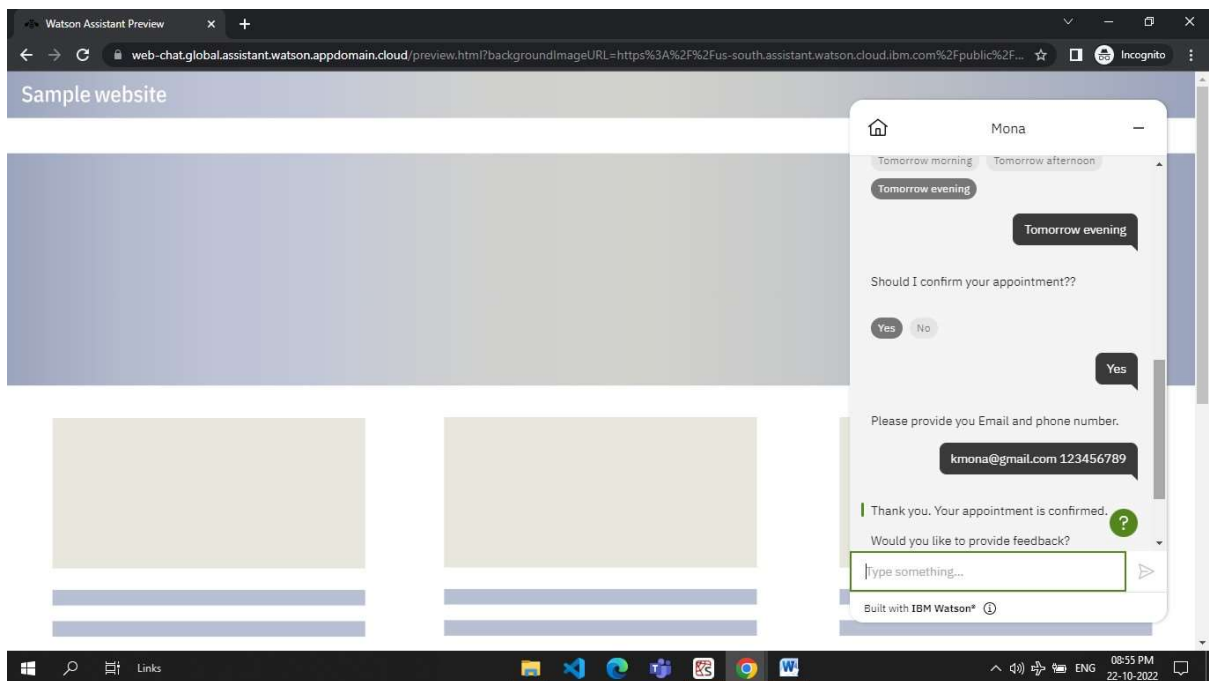 Watson Assistant Preview
web-chat.global.assistant.watson.appdomain.cloud/preview.html?backgroundImageURL=https%3A%2F%2Fus-south.assistant.watson.cloud.ibm.com%2Fpublic%2F...
Incognito
Sample website
Mona
Tomorrow morning Tomorrow afternoon
Tomorrow evening
Tomorrow evening
Should I confirm your appointment??
Yes No
Yes
Please provide you Email and phone number.
kmona@gmail.com 123456789
Thank you. Your appointment is confirmed.
?
Would you like to provide feedback?
Type something...
Built with IBM Watson®
Links
ENG
08:55 PM
22-10-2022